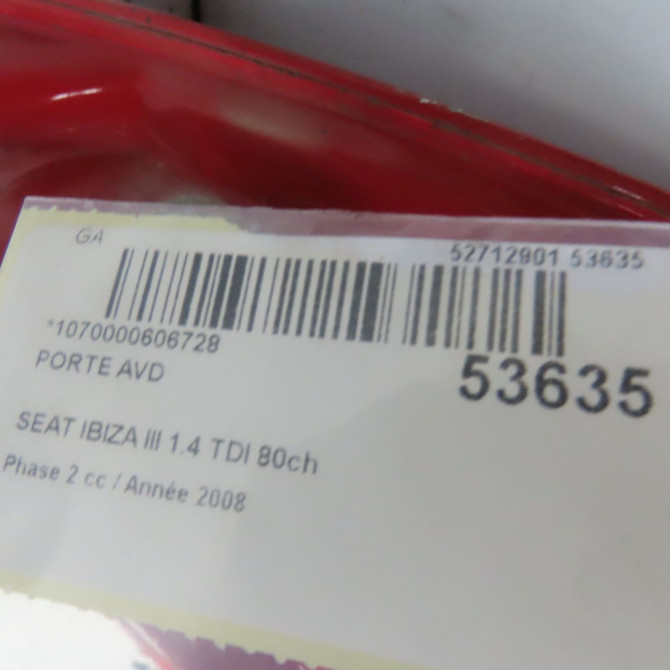 GA
52712901 53635
*1070000606728
53635
PORTE AVD
SEAT IBIZA III 1.4 TDI 80ch
Phase 2 cc / Année 2008